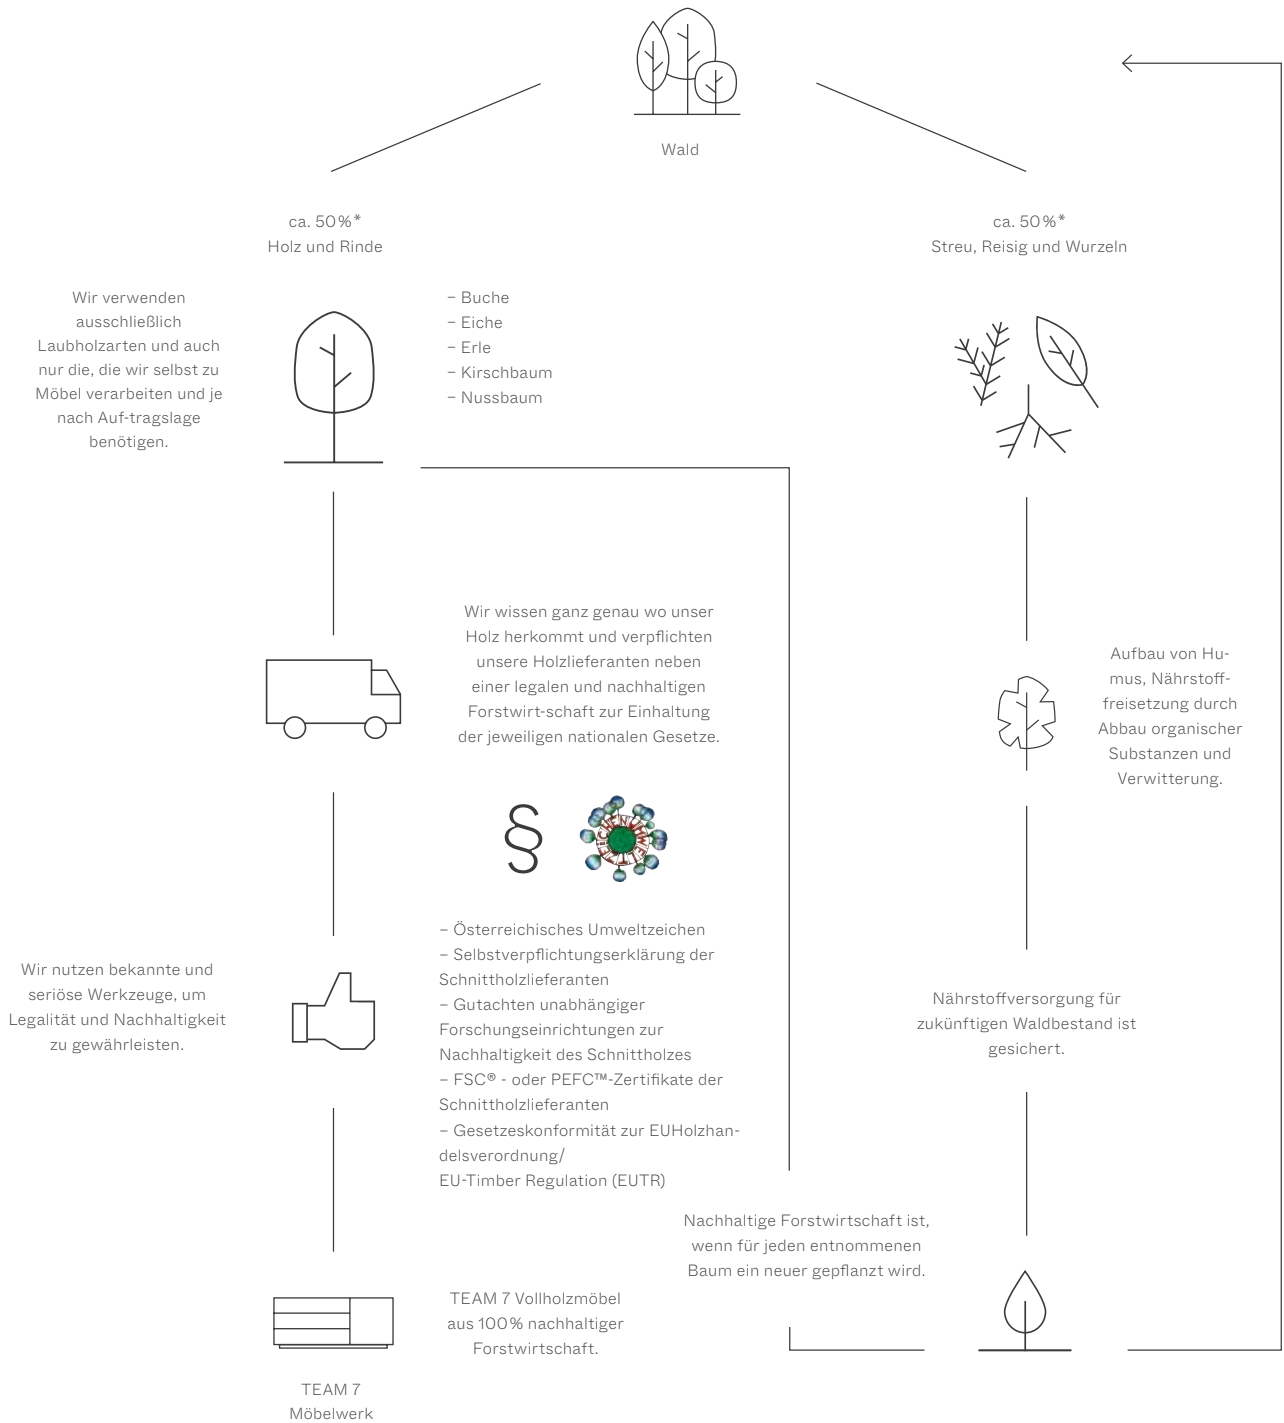 Wald
ca. 50%*
Holz und Rinde
ca. 50%*
Streu, Reisig und Wurzeln
Wir verwenden
ausschließlich
Laubholzarten und auch
nur die, die wir selbst zu
Möbel verarbeiten und je
nach Auf-tragslage
benötigen.
– Buche
– Eiche
– Erle
– Kirschbaum
– Nussbaum
Wir wissen ganz genau wo unser
Holz herkommt und verpflichten
unsere Holzlieferanten neben
einer legalen und nachhaltigen
Forstwirt-schaft zur Einhaltung
der jeweiligen nationalen Gesetze.
Aufbau von Hu-
mus, Nährstoff-
freisetzung durch
Abbau organischer
Substanzen und
Verwitterung.
§
UMWELTZEICHEN
Wir nutzen bekannte und
seriöse Werkzeuge, um
Legalität und Nachhaltigkeit
zu gewährleisten.
– Österreichisches Umweltzeichen
– Selbstverpflichtungserklärung der
Schnittholzlieferanten
– Gutachten unabhängiger
Forschungseinrichtungen zur
Nachhaltigkeit des Schnittholzes
– FSC® - oder PEFC™-Zertifikate der
Schnittholzlieferanten
– Gesetzeskonformität zur EUHolzhan-
delsverordnung/
EU-Timber Regulation (EUTR)
Nährstoffversorgung für
zukünftigen Waldbestand ist
gesichert.
Nachhaltige Forstwirtschaft ist,
wenn für jeden entnommenen
Baum ein neuer gepflanzt wird.
TEAM 7 Vollholzmöbel
aus 100% nachhaltiger
Forstwirtschaft.
TEAM 7
Möbelwerk